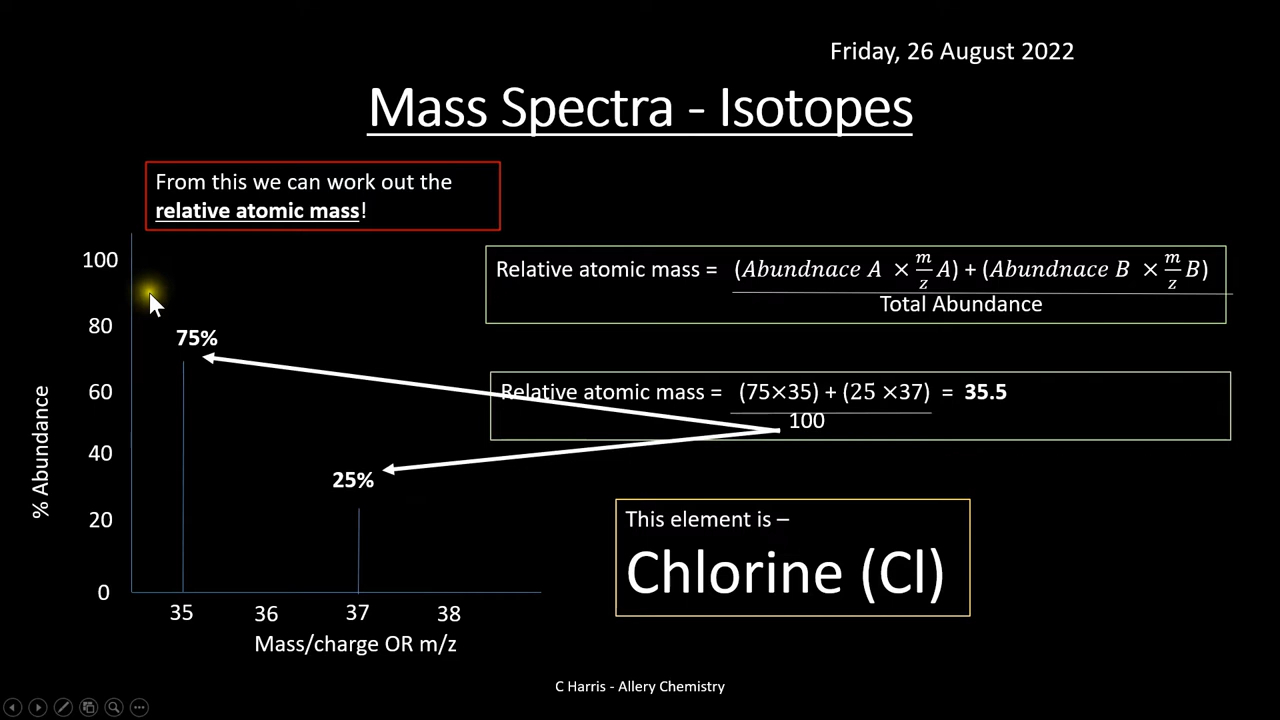 Friday, 26 August 2022
Mass Spectra - Isotopes
From this we can work out the
relative atomic mass!
Relative atomic mass = (Abundnace A × m/z A) + (Abundnace B × m/z B)
Total Abundance
Relative atomic mass = (75×35) + (25 ×37) = 35.5
100
% Abundance
100
80
60
40
20
0
75%
25%
35 36 37 38
Mass/charge OR m/z
This element is –
Chlorine (Cl)
C Harris - Allery Chemistry